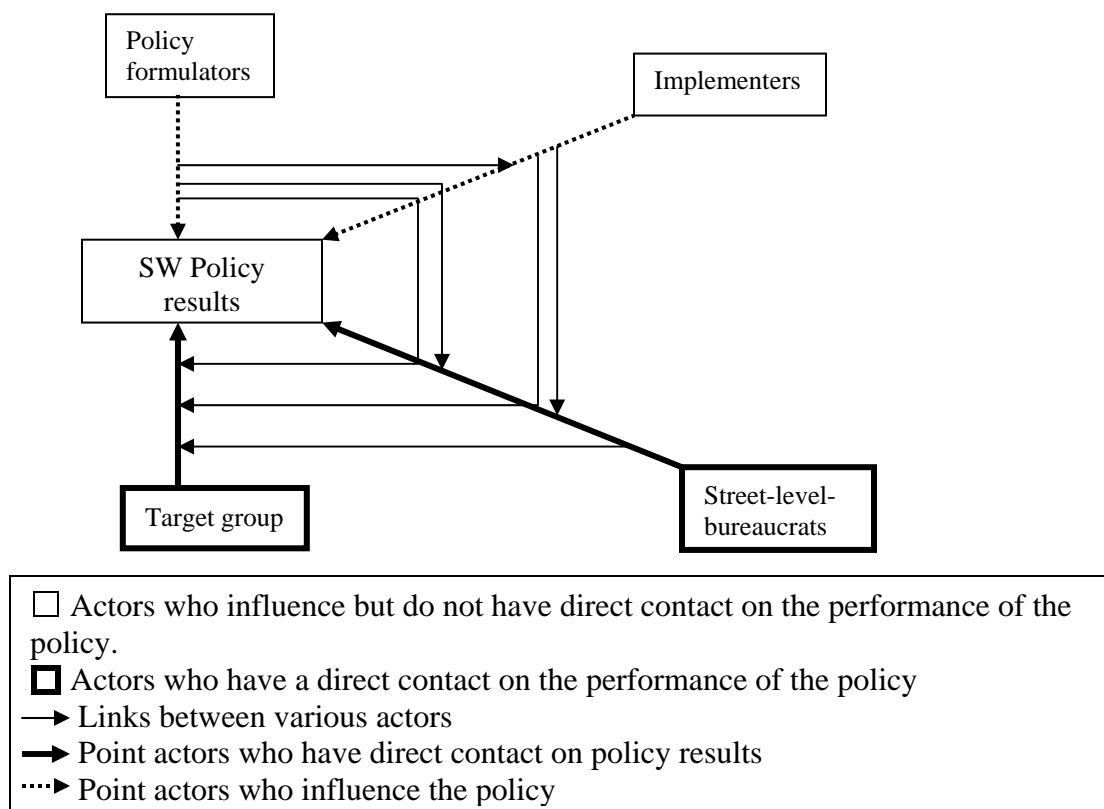 Policy
formulators
Implementers
SW Policy
results
Target group
Street-level-
bureaucrats
Actors who influence but do not have direct contact on the performance of the
policy.
Actors who have a direct contact on the performance of the policy
Links between various actors
Point actors who have direct contact on policy results
Point actors who influence the policy